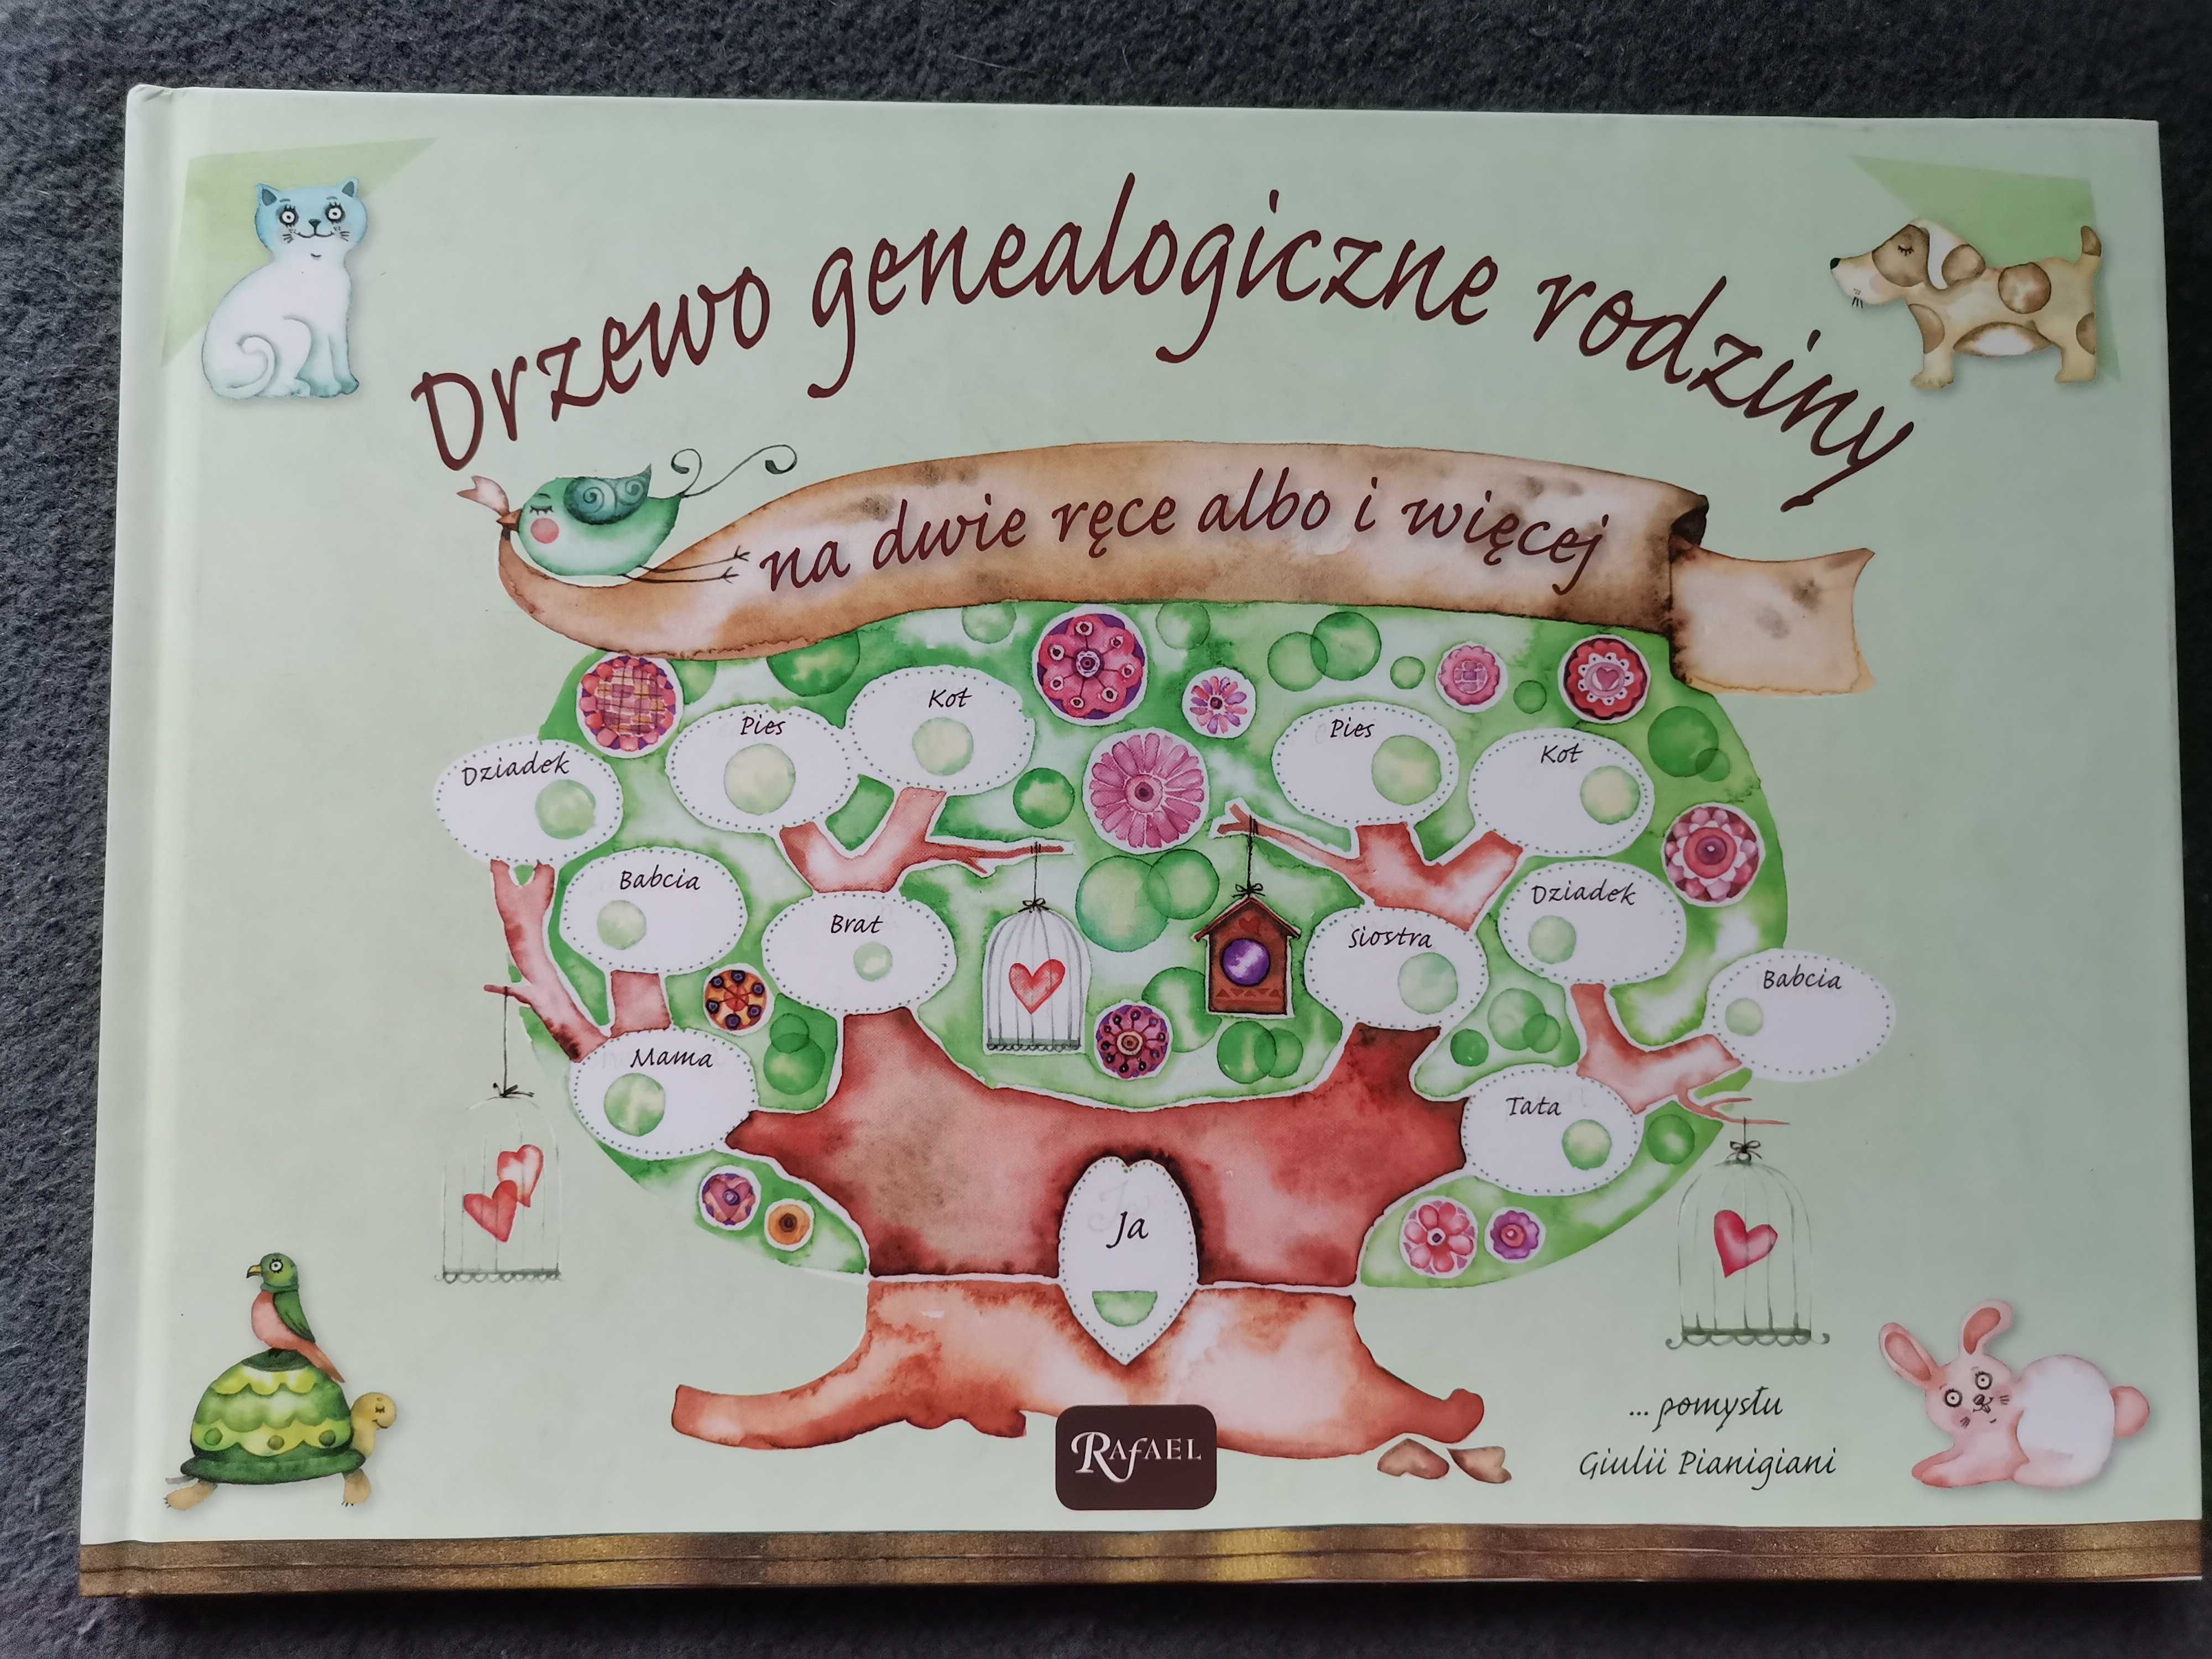 Drzewo genealogiczne rodziny
na dwie ręce albo i więcej
Kot
Pies
Pies
Kot
Dziadek
Babcia
Brat
Siostra
Dziadek
Babcia
Mama
Tata
Ja
... pomysłu
Giulii Pianigiani
RAfAEL